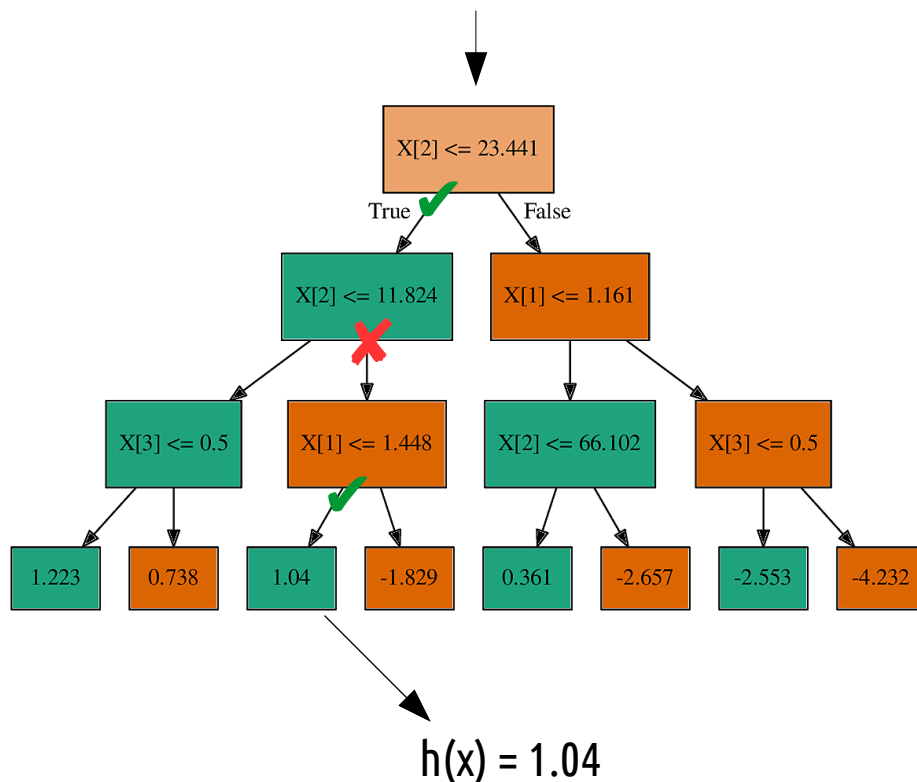 X[2] <= 23.441
True
False
X[2] <= 11.824
X[1] <= 1.161
X[3] <= 0.5
X[1] <= 1.448
X[2] <= 66.102
X[3] <= 0.5
1.223
0.738
1.04
-1.829
0.361
-2.657
-2.553
-4.232
h(x) = 1.04